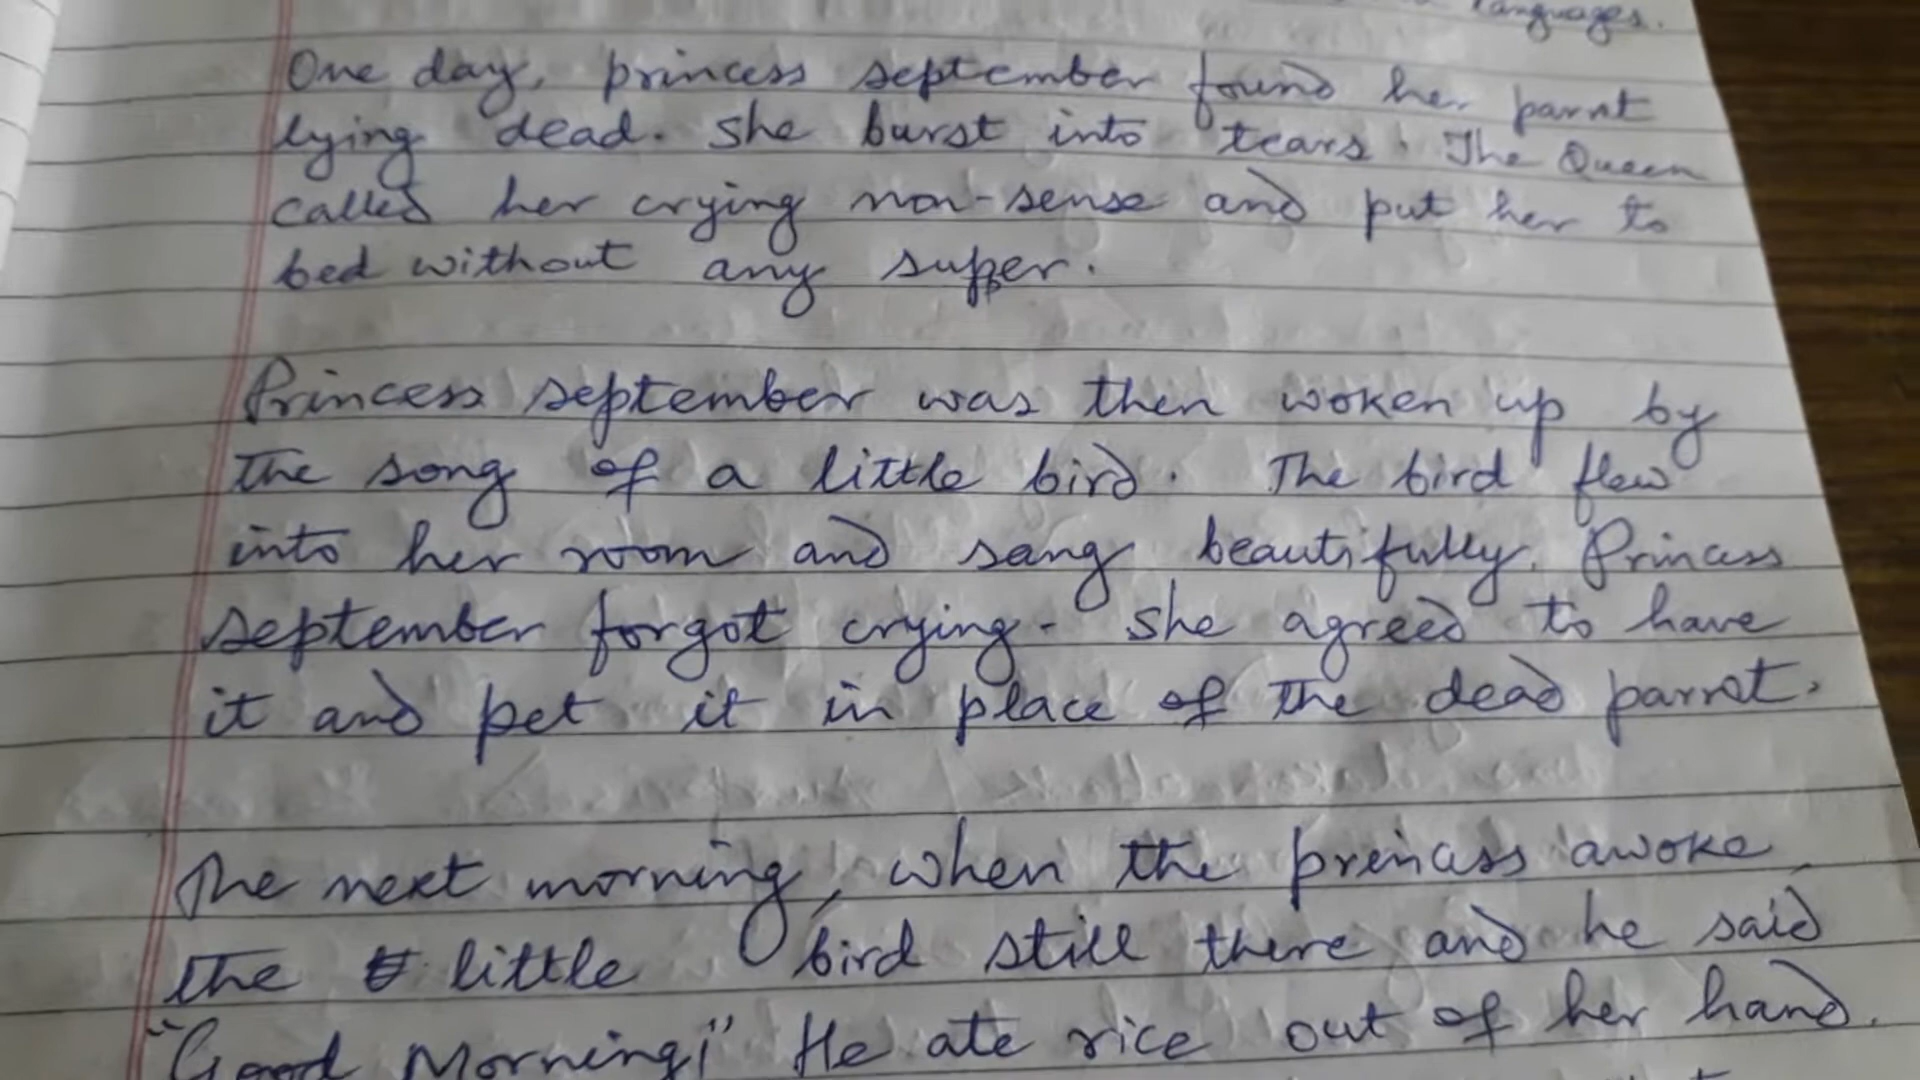 languages.
One day, princess september found her parrot
lying dead. she burst into tears. The Queen
called her crying non-sense and put her to
bed without any supper.
Princess september was then woken up by
the song of a little bird. The bird flew
into her room and sang beautifully. Princess
september forgot crying. she agreed to have
it and pet it in place of the dead parrot.
The next morning, when the princess awoke
the little bird still there and he said
"Good Morning!" He ate rice out of her hand.